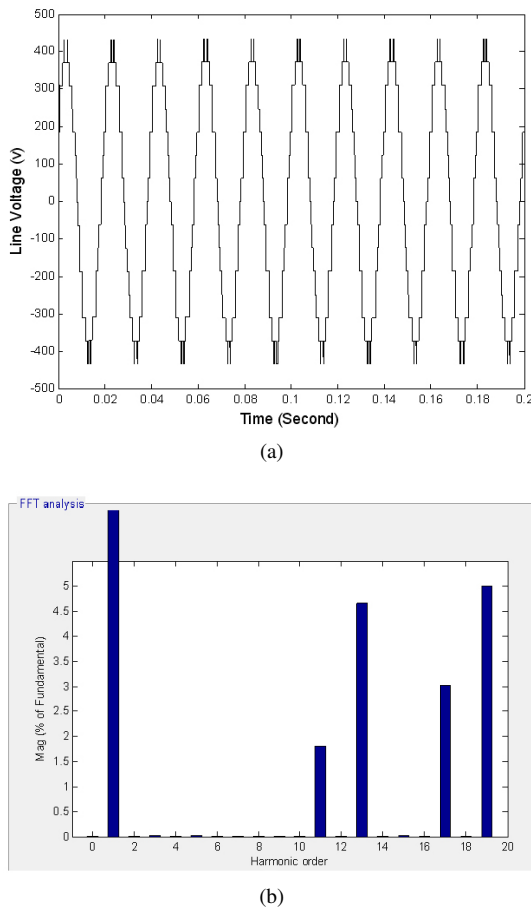 500
400
300
200
100
0
-100
-200
-300
-400
-500
Line Voltage (v)
0 0.02 0.04 0.06 0.08 0.1 0.12 0.14 0.16 0.18 0.2
Time (Second)
(a)
FFT analysis
5
4.5
4
3.5
3
2.5
2
1.5
1
0.5
0
Mag (% of Fundamental)
0 2 4 6 8 10 12 14 16 18 20
Harmonic order
(b)